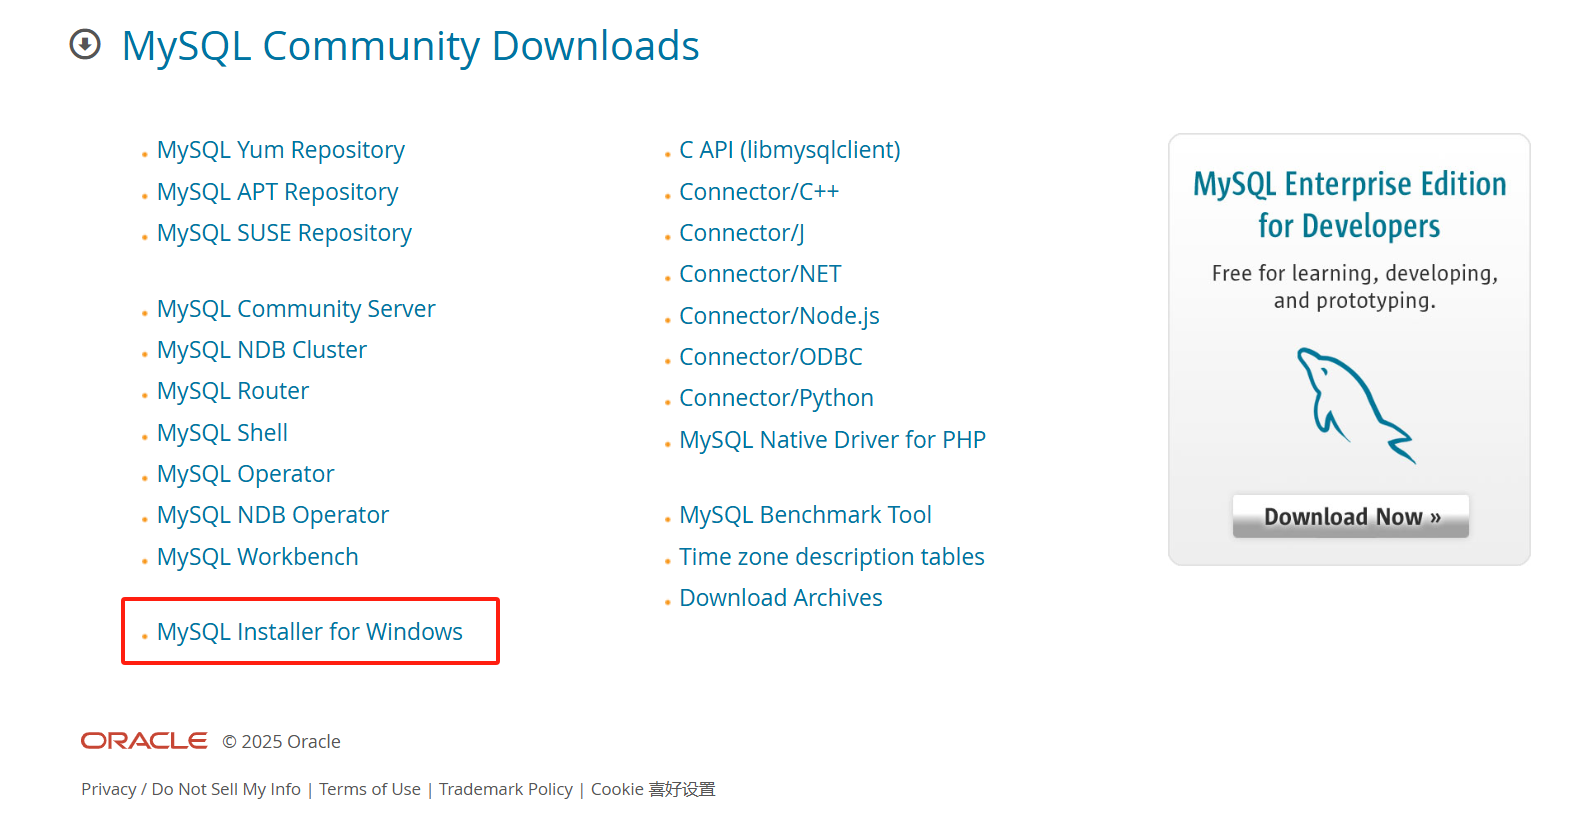 MySQL Community Downloads
MySQL Yum Repository
MySQL APT Repository
MySQL SUSE Repository
MySQL Community Server
MySQL NDB Cluster
MySQL Router
MySQL Shell
MySQL Operator
MySQL NDB Operator
MySQL Workbench
MySQL Installer for Windows
C API (libmysqlclient)
Connector/C++
Connector/J
Connector/NET
Connector/Node.js
Connector/ODBC
Connector/Python
MySQL Native Driver for PHP
MySQL Benchmark Tool
Time zone description tables
Download Archives
MySQL Enterprise Edition
for Developers
Free for learning, developing,
and prototyping.
Download Now »
ORACLE © 2025 Oracle
Privacy / Do Not Sell My Info | Terms of Use | Trademark Policy | Cookie 喜好设置